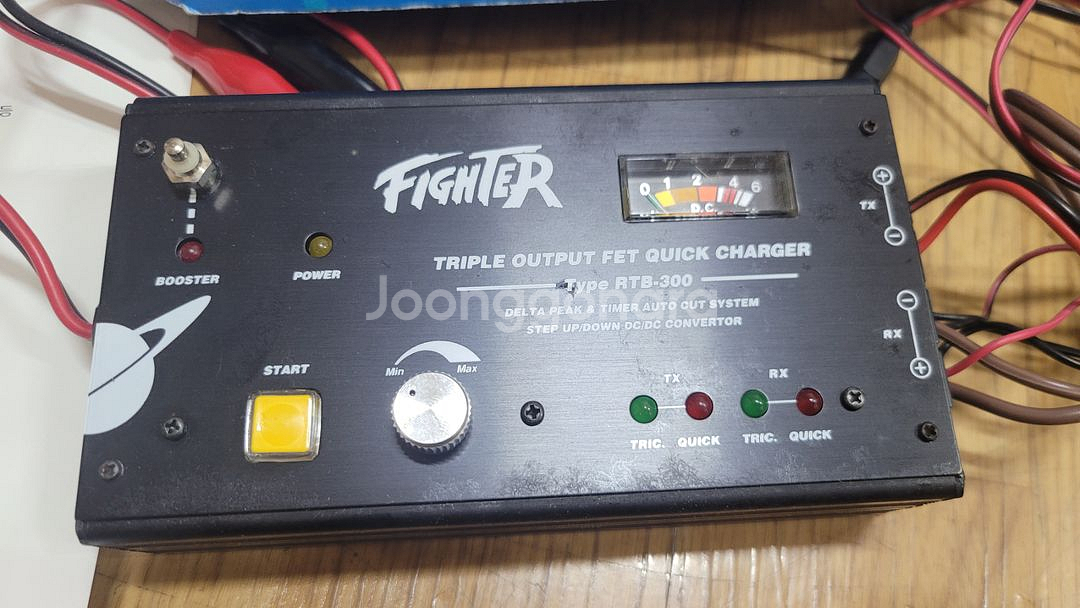 FIGHTER
0 1 2 4 6
D.C.
TX
BOOSTER
POWER
TRIPLE OUTPUT FET QUICK CHARGER
Type RTB-300
DELTA PEAK & TIMER AUTO CUT SYSTEM
STEP UP/DOWN DC/DC CONVERTOR
Joonggonara
RX
START
Min Max
TX RX
TRIC. QUICK TRIC. QUICK